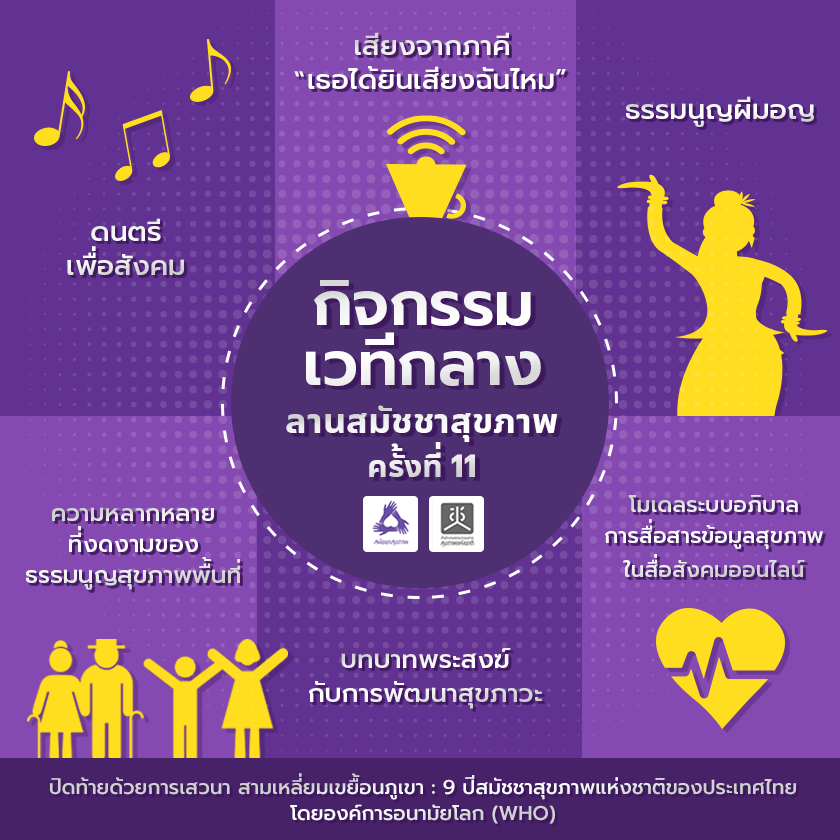 เสียงจากภาคี
“เธอได้ยินเสียงฉันไหม”
ธรรมนูญผีมอญ
ดนตรี
เพื่อสังคม
กิจกรรม
เวทีกลาง
ลานสมัชชาสุขภาพ
ครั้งที่ 11
สมัชชาสุขภาพ
ความหลากหลาย
ที่งดงามของ
ธรรมนูญสุขภาพพื้นที่
โมเดลระบบอภิบาล
การสื่อสารข้อมูลสุขภาพ
ในสื่อสังคมออนไลน์
บทบาทพระสงฆ์
กับการพัฒนาสุขภาวะ
ปิดท้ายด้วยการเสวนา สามเหลี่ยมเขยื้อนภูเขา : 9 ปีสมัชชาสุขภาพแห่งชาติของประเทศไทย
โดยองค์การอนามัยโลก (WHO)